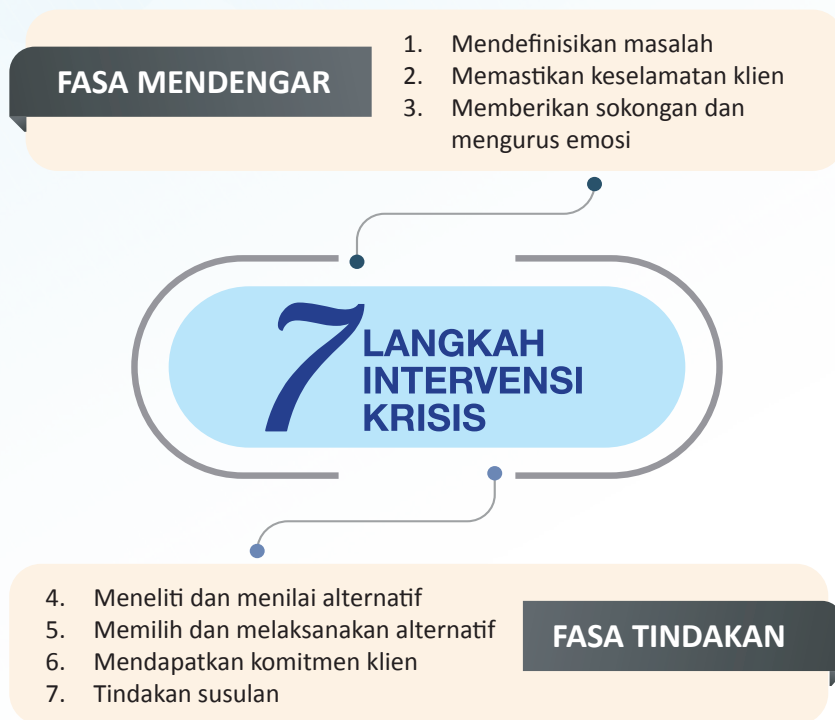 FASA MENDENGAR
1. Mendefinisikan masalah
2. Memastikan keselamatan klien
3. Memberikan sokongan dan
mengurus emosi
7 LANGKAH
INTERVENSI
KRISIS
4. Meneliti dan menilai alternatif
5. Memilih dan melaksanakan alternatif
6. Mendapatkan komitmen klien
7. Tindakan susulan
FASA TINDAKAN